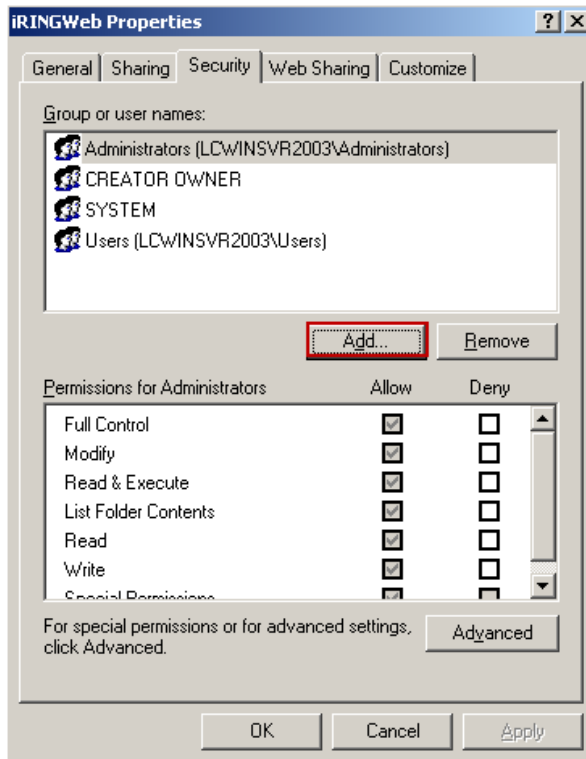 iRINGWeb Properties
General Sharing Security Web Sharing Customize
Group or user names:
Administrators (LCWINSVR2003\Administrators)
CREATOR OWNER
SYSTEM
Users (LCWINSVR2003\Users)
Add... Remove
Permissions for Administrators Allow Deny
Full Control
Modify
Read & Execute
List Folder Contents
Read
Write
Special Permissions
For special permissions or for advanced settings,
click Advanced.
Advanced
OK Cancel Apply